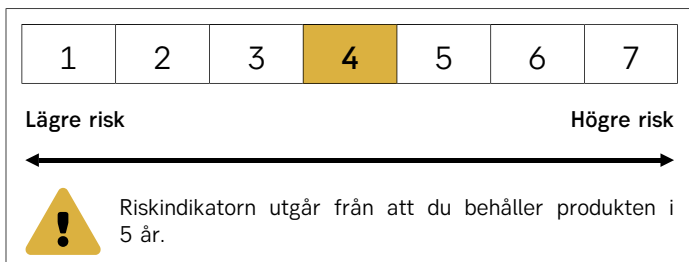 1 2 3 4 5 6 7
Lägre risk Högre risk
Riskindikatorn utgår från att du behåller produkten i
5 år.